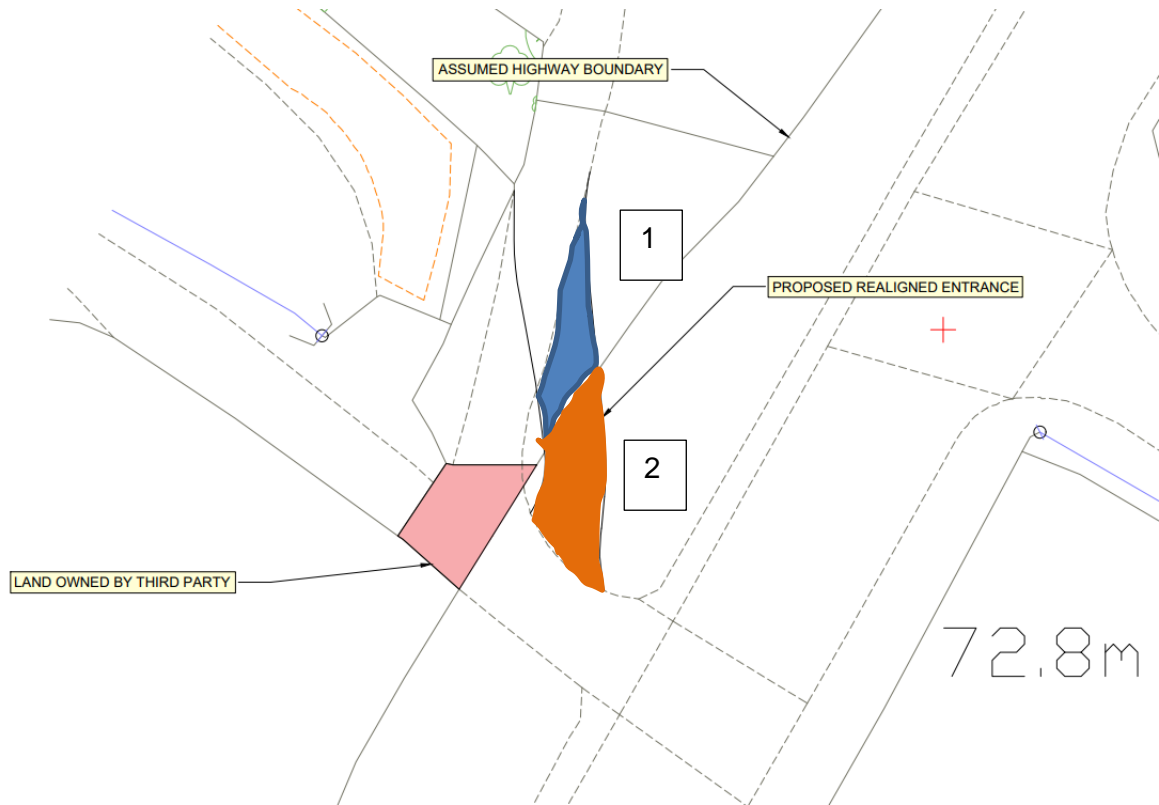 ASSUMED HIGHWAY BOUNDARY
1
PROPOSED REALIGNED ENTRANCE
2
LAND OWNED BY THIRD PARTY
72.8m